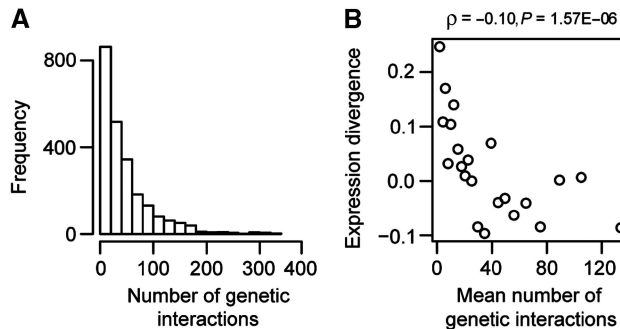 A
800
400
0
Frequency
0 100 200 300 400
Number of genetic
interactions
B
ρ = −0.10, P = 1.57E−06
0.2
0.1
0.0
−0.1
Expression divergence
0 40 80 120
Mean number of
genetic interactions